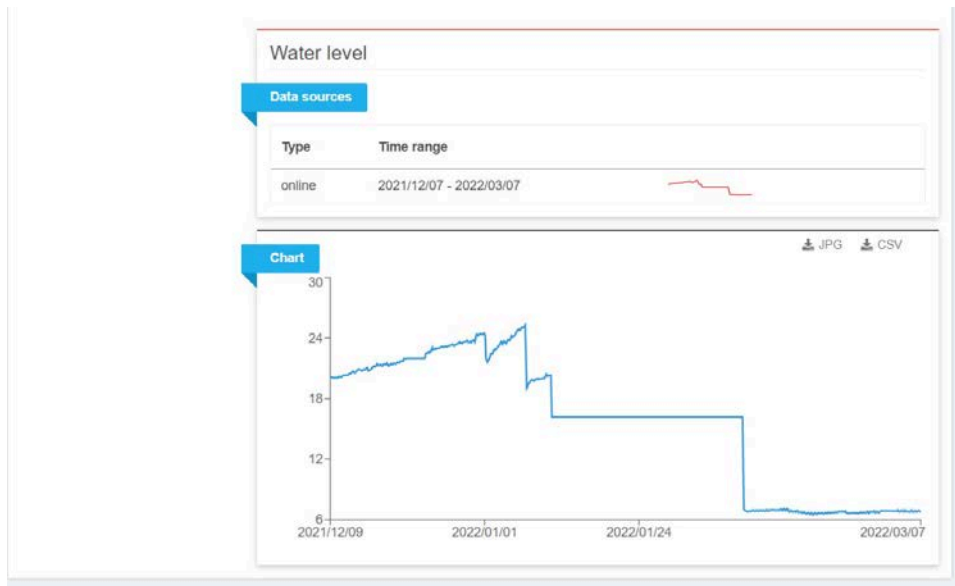 Water level
Data sources
Type Time range
online 2021/12/07 - 2022/03/07
JPG CSV
Chart
30
24
18
12
6
2021/12/09 2022/01/01 2022/01/24 2022/03/07